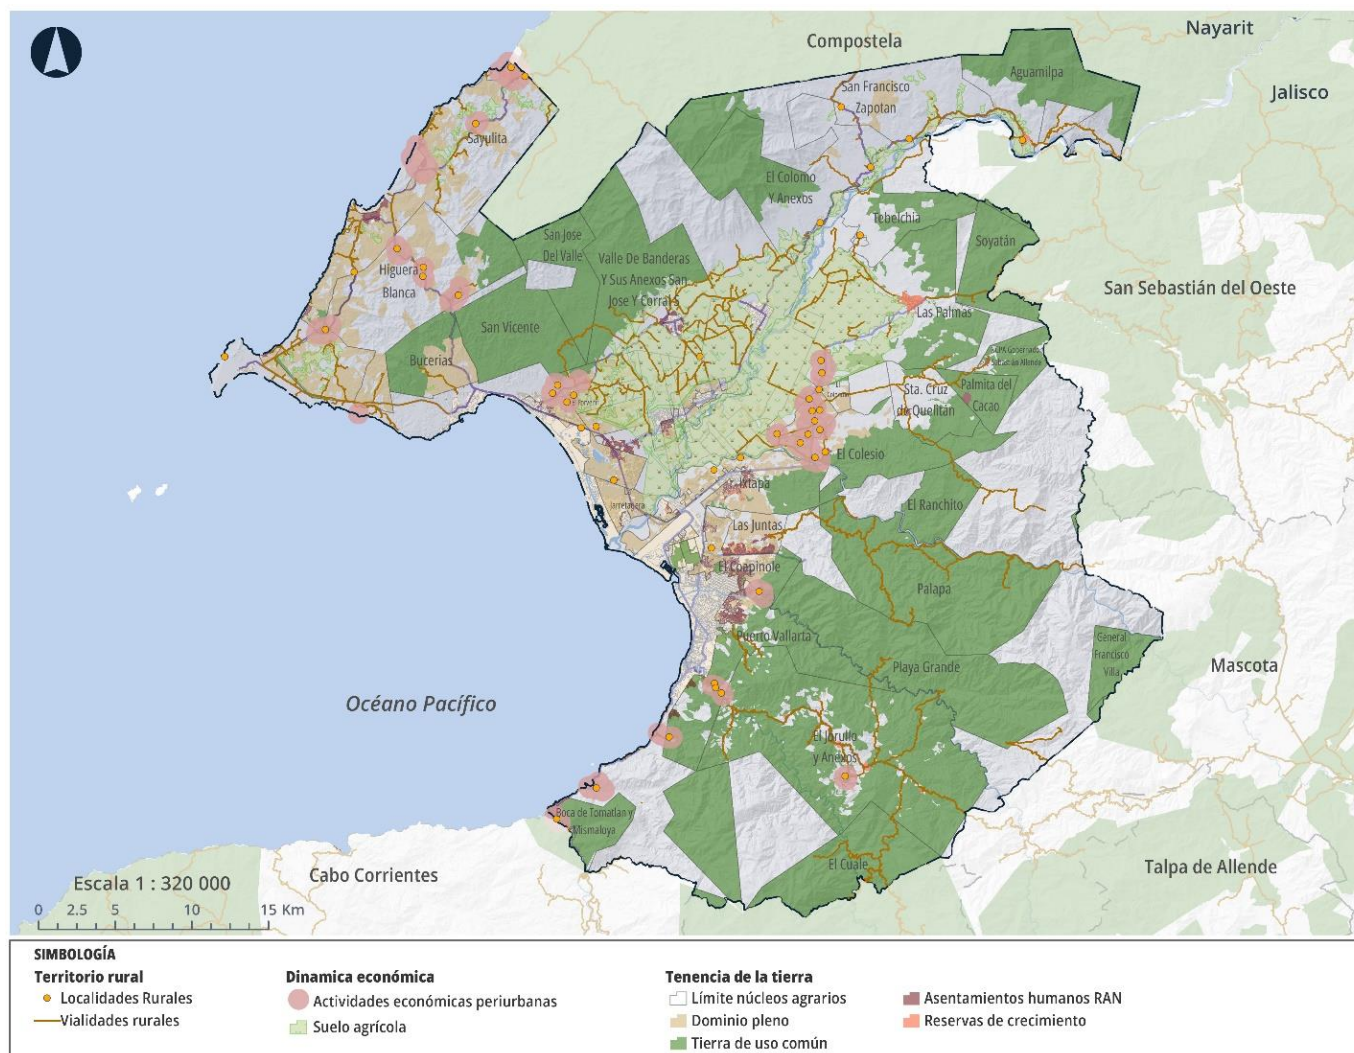 Nayarit
Compostela
Jalisco
Aguamilpa
San Francisco
Zapotan
Sayulita
El Colomo
Y Anexos
Tebelchia
Soyatán
San Jose
Del Valle
Valle De Banderas
Y Sus Anexos San
Jose Y Corral
Higuera
Blanca
San Sebastián del Oeste
Las Palmas
San Vicente
Bucerias
Sta. Cruz
de Quelitán
Palmita del
Cacao
El Colesio
Ixtapa
El Ranchito
Jarretadera
Las Juntas
El Coapinole
Palapa
Puerto Vallarta
General
Francisco
Villa
Playa Grande
Mascota
Océano Pacífico
El Jorullo
y Anexos
Boca de Tomatlan y
Mismaloya
El Cuale
Talpa de Allende
Cabo Corrientes
Escala 1 : 320 000
0 2.5 5 10 15 Km
SIMBOLOGÍA
Territorio rural
Localidades Rurales
Vialidades rurales
Dinamica económica
Actividades económicas periurbanas
Suelo agrícola
Tenencia de la tierra
Límite núcleos agrarios
Dominio pleno
Tierra de uso común
Asentamientos humanos RAN
Reservas de crecimiento